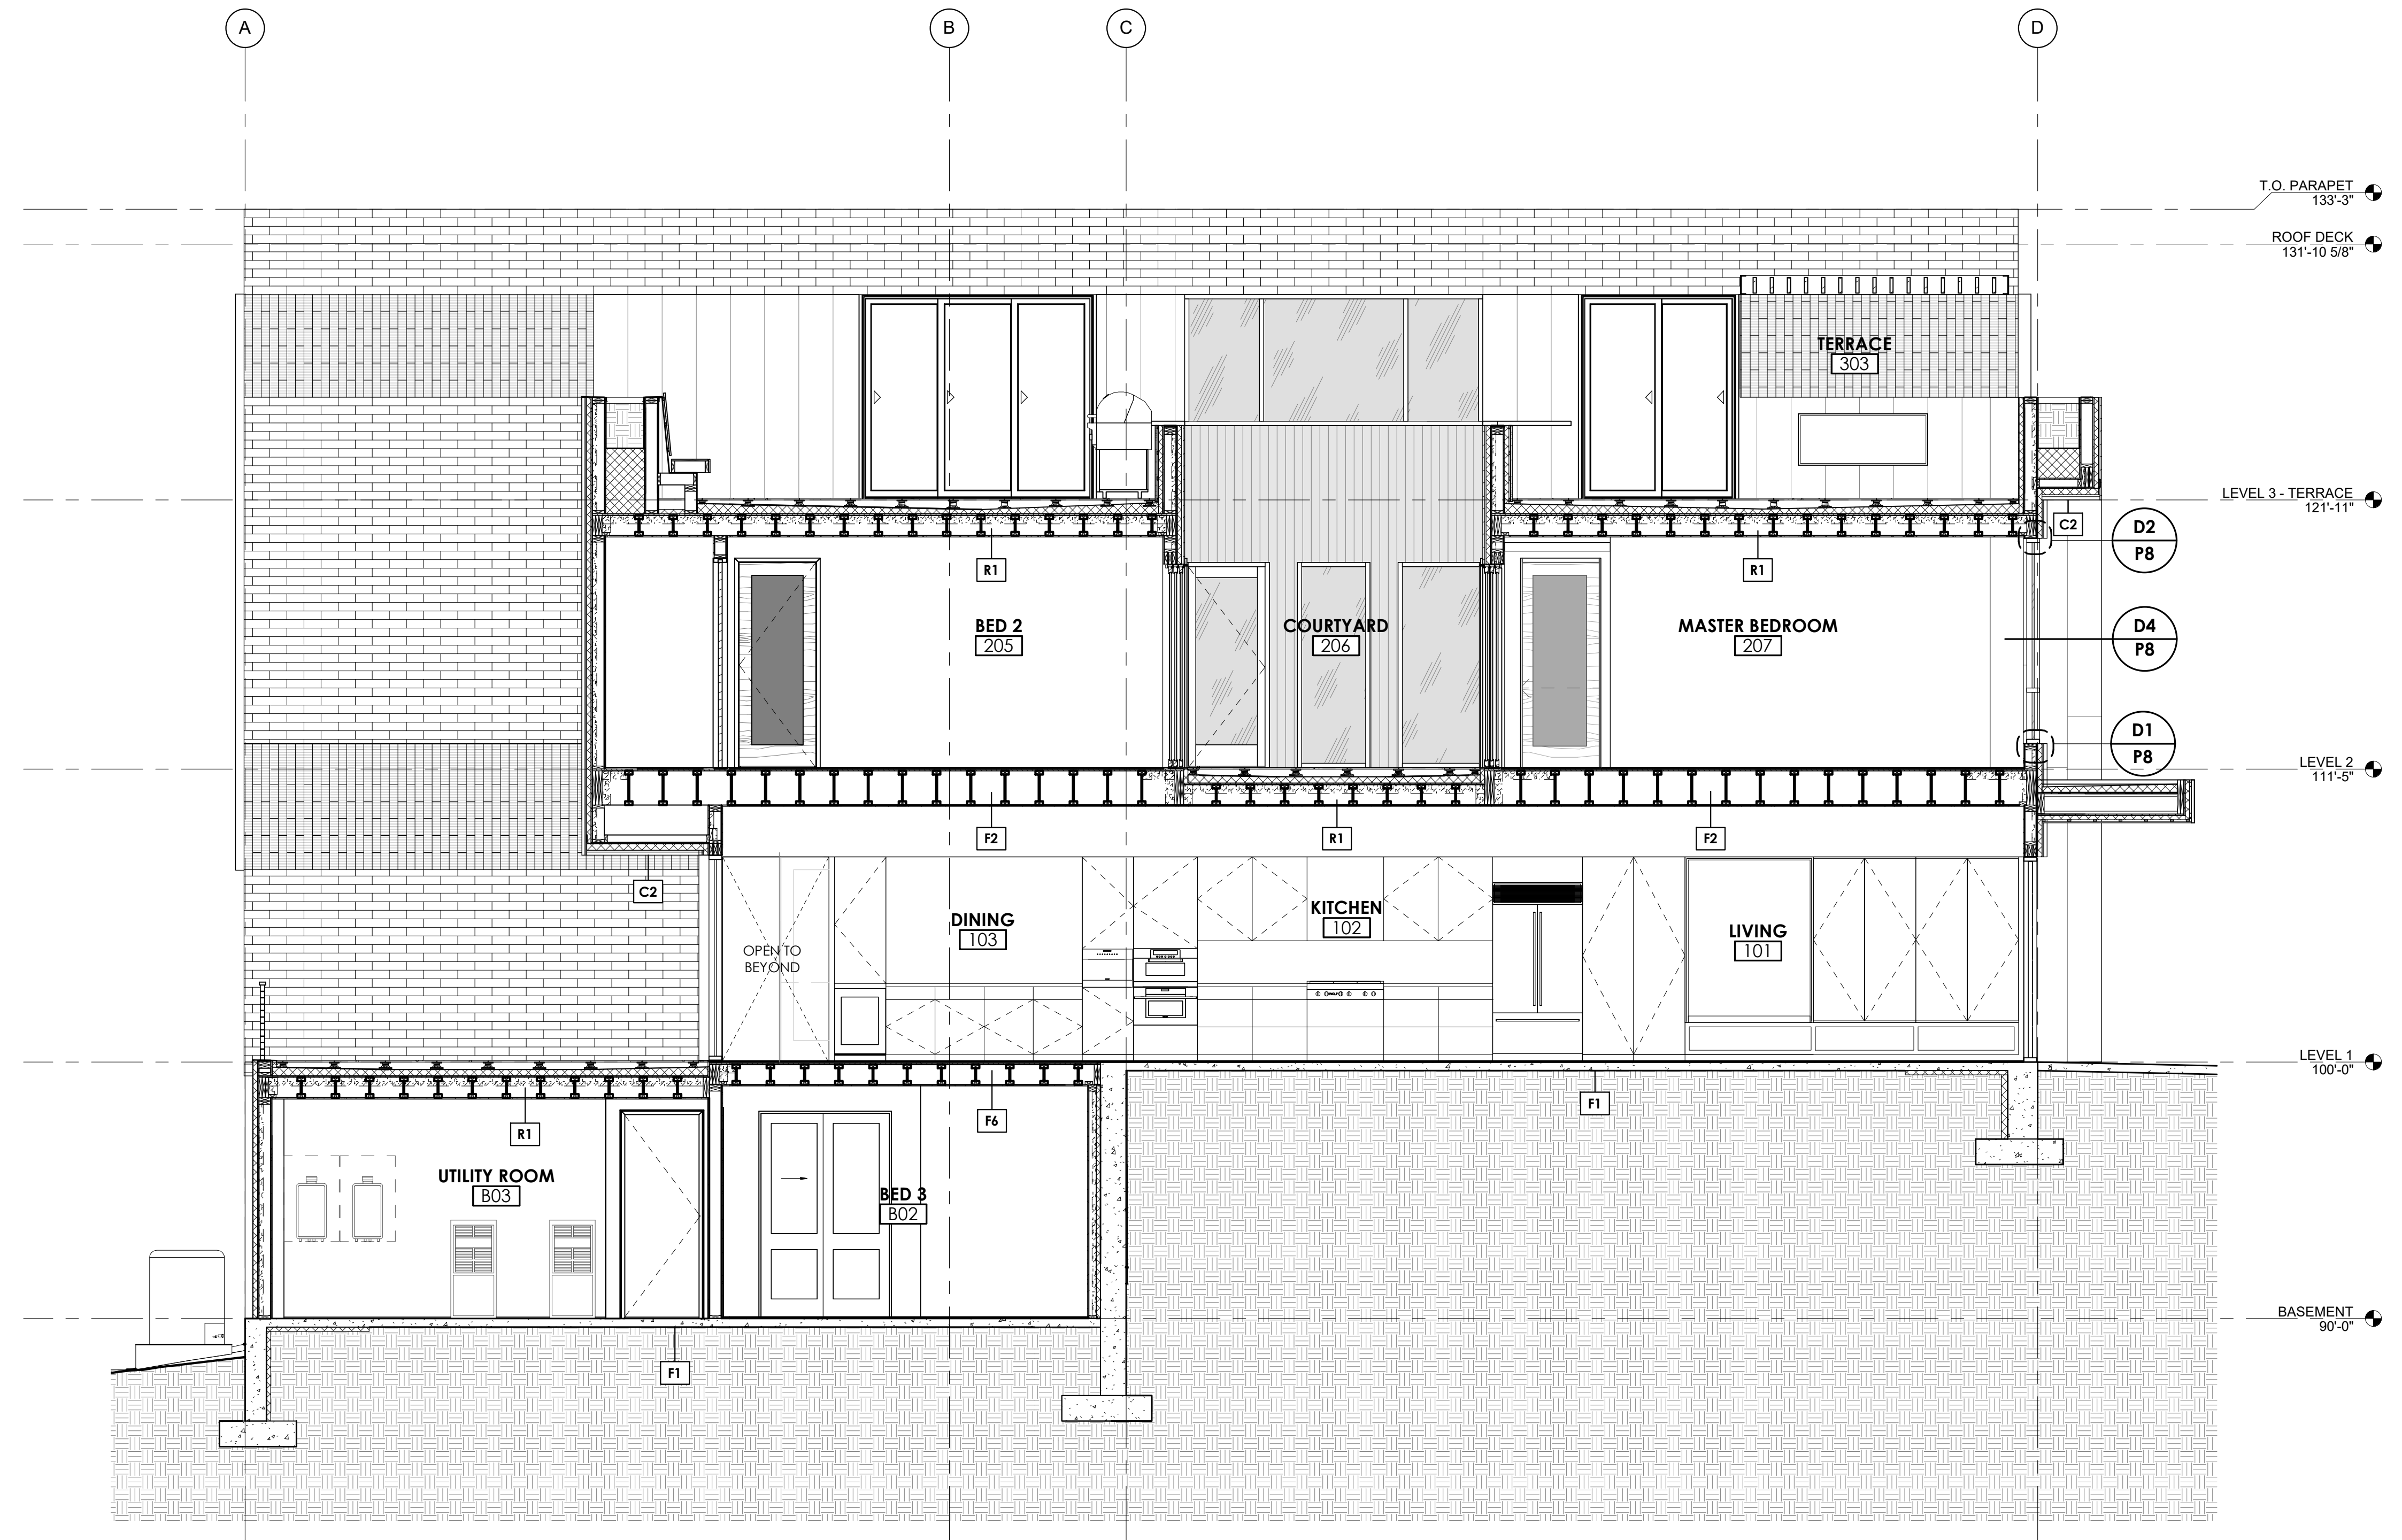 A
B
C
D
T.O. PARAPET
133'-3"
ROOF DECK
131'-10 5/8"
TERRACE
303
LEVEL 3 - TERRACE
121'-11"
C2
D2
P8
R1
R1
BED 2
205
COURTYARD
206
MASTER BEDROOM
207
D4
P8
D1
P8
LEVEL 2
111'-5"
F2
R1
F2
C2
DINING
103
KITCHEN
102
LIVING
101
OPEN TO
BEYOND
LEVEL 1
100'-0"
R1
F6
F1
UTILITY ROOM
B03
BED 3
B02
BASEMENT
90'-0"
F1